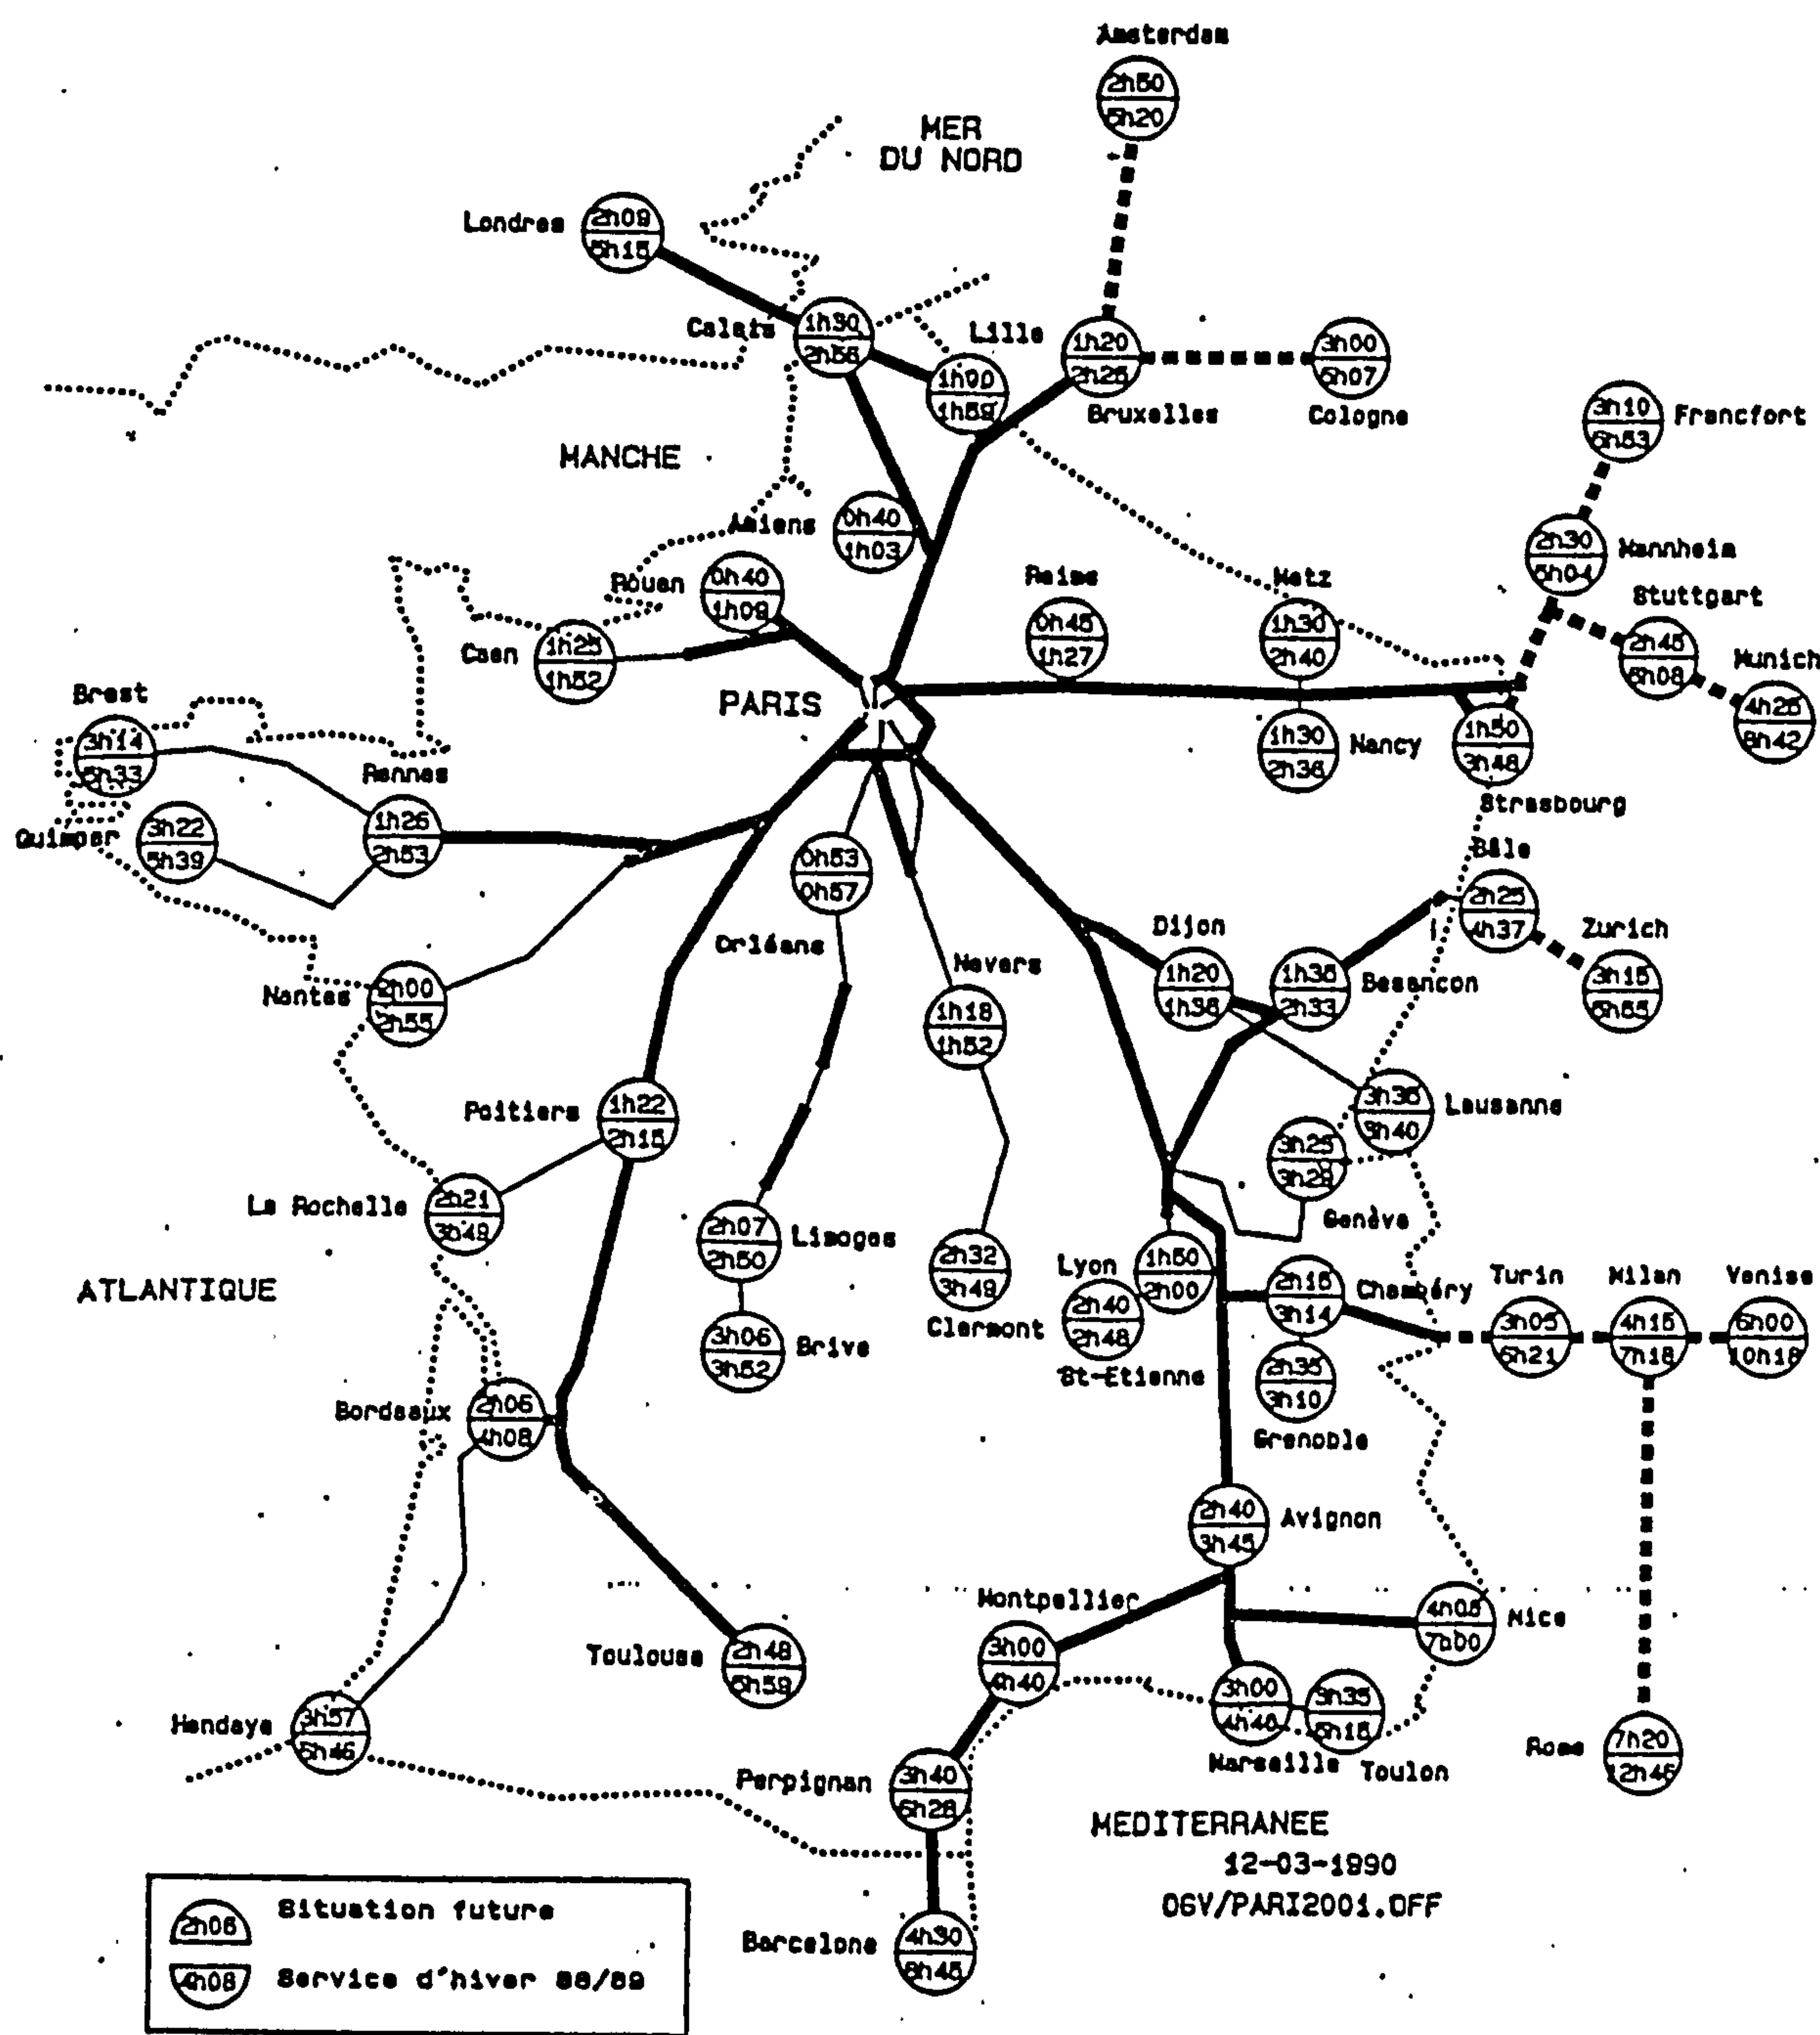 Amsterdam
2h50
5h20
MER
DU NORD
Londres
2h09
5h15
Calais
1h30
2h56
Lille
1h00
1h59
1h20
2h25
Bruxelles
3h00
5h07
Cologne
3h10
6h53
Francfort
MANCHE
Amiens
0h40
1h03
2h30
5h04
Mannheim
Rouen
0h40
1h09
Reims
0h45
1h27
Metz
1h30
2h40
Stuttgart
2h45
6h08
Munich
4h25
8h42
Caen
1h25
1h52
PARIS
1h30
2h36
Nancy
1h50
3h48
Strasbourg
Brest
3h14
5h33
Rennes
1h26
2h53
Quimper
3h22
5h39
0h53
0h57
Orléans
Bâle
2h25
4h37
Zurich
3h15
5h55
Dijon
1h20
1h36
1h35
2h33
Besancon
Nantes
2h00
2h55
Nevers
1h18
1h52
Poitiers
1h22
2h15
3h35
3h40
Lausanne
3h25
3h28
Genève
La Rochelle
2h21
3h49
2h07
2h50
Limoges
2h32
3h49
Clermont
Lyon
1h50
2h00
2h15
3h14
Chambéry
Turin
3h05
6h21
Milan
4h15
7h18
Venise
6h00
10h18
ATLANTIQUE
3h06
3h52
Brive
2h40
2h48
St-Etienne
2h35
3h10
Grenoble
Bordeaux
2h06
4h08
2h40
3h45
Avignon
Montpellier
3h00
4h40
4h05
7h00
Nice
Toulouse
2h48
5h59
3h00
4h40
Marseille
3h35
5h15
Toulon
Hendaye
3h57
5h46
Rome
7h20
12h46
Perpignan
3h40
6h28
MEDITERRANEE
12-03-1990
OGV/PARI2001.OFF
Barcelone
4h30
8h45
2h06
Situation future
4h08
Service d'hiver 88/89